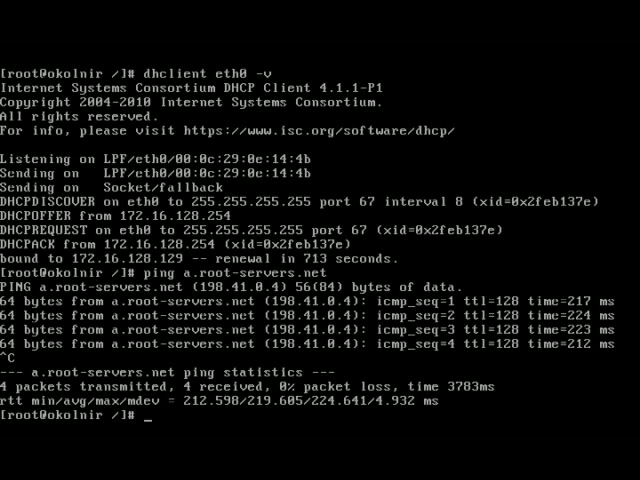 [root@okolnir /]# dhclient eth0 -v
Internet Systems Consortium DHCP Client 4.1.1-P1
Copyright 2004-2010 Internet Systems Consortium.
All rights reserved.
For info, please visit https://www.isc.org/software/dhcp/
Listening on LPF/eth0/00:0c:29:0e:14:4b
Sending on   LPF/eth0/00:0c:29:0e:14:4b
Sending on   Socket/fallback
DHCPDISCOVER on eth0 to 255.255.255.255 port 67 interval 8 (xid=0x2feb137e)
DHCPOFFER from 172.16.128.254
DHCPREQUEST on eth0 to 255.255.255.255 port 67 (xid=0x2feb137e)
DHCPACK from 172.16.128.254 (xid=0x2feb137e)
bound to 172.16.128.129 -- renewal in 713 seconds.
[root@okolnir /]# ping a.root-servers.net
PING a.root-servers.net (198.41.0.4) 56(84) bytes of data.
64 bytes from a.root-servers.net (198.41.0.4): icmp_seq=1 ttl=128 time=217 ms
64 bytes from a.root-servers.net (198.41.0.4): icmp_seq=2 ttl=128 time=224 ms
64 bytes from a.root-servers.net (198.41.0.4): icmp_seq=3 ttl=128 time=223 ms
64 bytes from a.root-servers.net (198.41.0.4): icmp_seq=4 ttl=128 time=212 ms
^C
--- a.root-servers.net ping statistics ---
4 packets transmitted, 4 received, 0% packet loss, time 3783ms
rtt min/avg/max/mdev = 212.598/219.605/224.641/4.932 ms
[root@okolnir /]# _